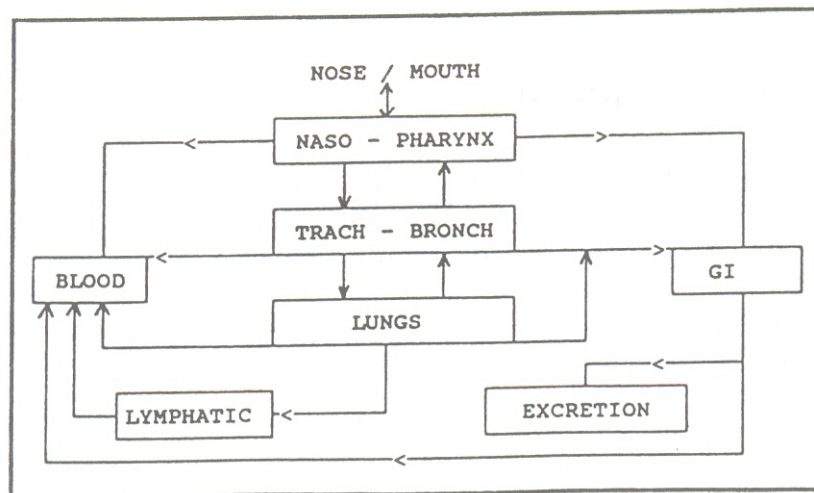 NOSE / MOUTH
NASO - PHARYNX
TRACH - BRONCH
BLOOD
GI
LUNGS
LYMPHATIC
EXCRETION